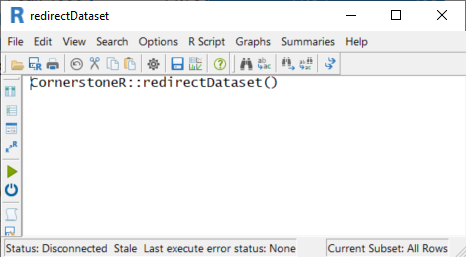 R redirectDataset
File Edit View Search Options R Script Graphs Summaries Help
CornerstoneR::redirectDataset()
Status: Disconnected Stale Last execute error status: None Current Subset: All Rows